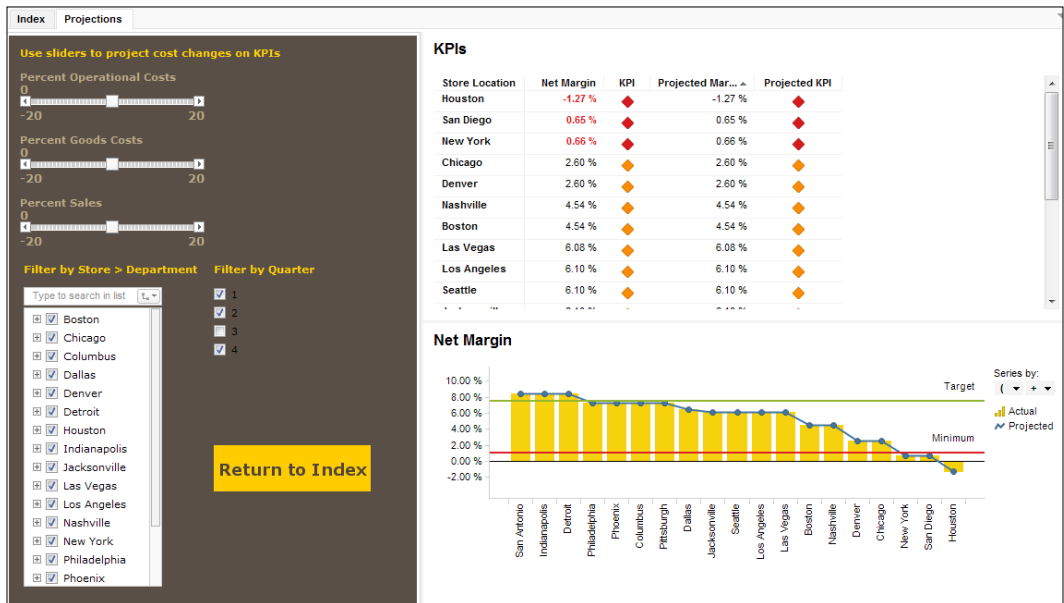 Index Projections
Use sliders to project cost changes on KPIs
Percent Operational Costs
0
-20 20
Percent Goods Costs
0
-20 20
Percent Sales
0
-20 20
Filter by Store > Department Filter by Quarter
Type to search in list
Boston
Chicago
Columbus
Dallas
Denver
Detroit
Houston
Indianapolis
Jacksonville
Las Vegas
Los Angeles
Nashville
New York
Philadelphia
Phoenix
1
2
3
4
Return to Index
KPIs
Store Location Net Margin KPI Projected Mar... Projected KPI
Houston -1.27 % -1.27 %
San Diego 0.65 % 0.65 %
New York 0.66 % 0.66 %
Chicago 2.60 % 2.60 %
Denver 2.60 % 2.60 %
Nashville 4.54 % 4.54 %
Boston 4.54 % 4.54 %
Las Vegas 6.08 % 6.08 %
Los Angeles 6.10 % 6.10 %
Seattle 6.10 % 6.10 %
Net Margin
10.00 %
8.00 %
6.00 %
4.00 %
2.00 %
0.00 %
-2.00 %
Target
Minimum
San Antonio
Indianapolis
Detroit
Philadelphia
Phoenix
Columbus
Pittsburgh
Dallas
Jacksonville
Seattle
Los Angeles
Las Vegas
Boston
Nashville
Denver
Chicago
New York
San Diego
Houston
Series by:
( +
Actual
Projected